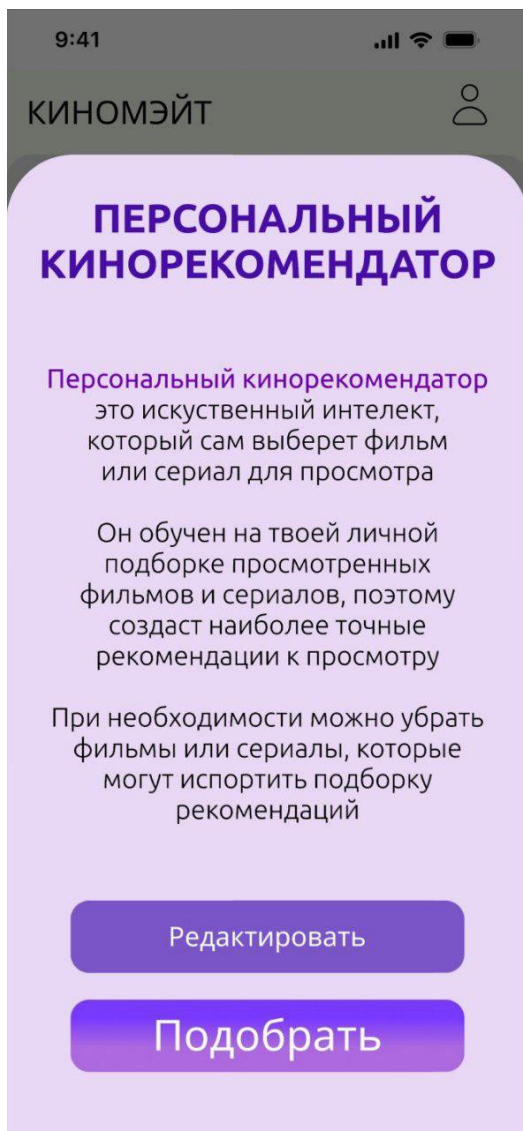 9:41
КИНОМЭЙТ
ПЕРСОНАЛЬНЫЙ
КИНОРЕКОМЕНДАТОР
Персональный кинорекомендатор
это искуственный интелект,
который сам выберет фильм
или сериал для просмотра
Он обучен на твоей личной
подборке просмотренных
фильмов и сериалов, поэтому
создаст наиболее точные
рекомендации к просмотру
При необходимости можно убрать
фильмы или сериалы, которые
могут испортить подборку
рекомендаций
Редактировать
Подобрать